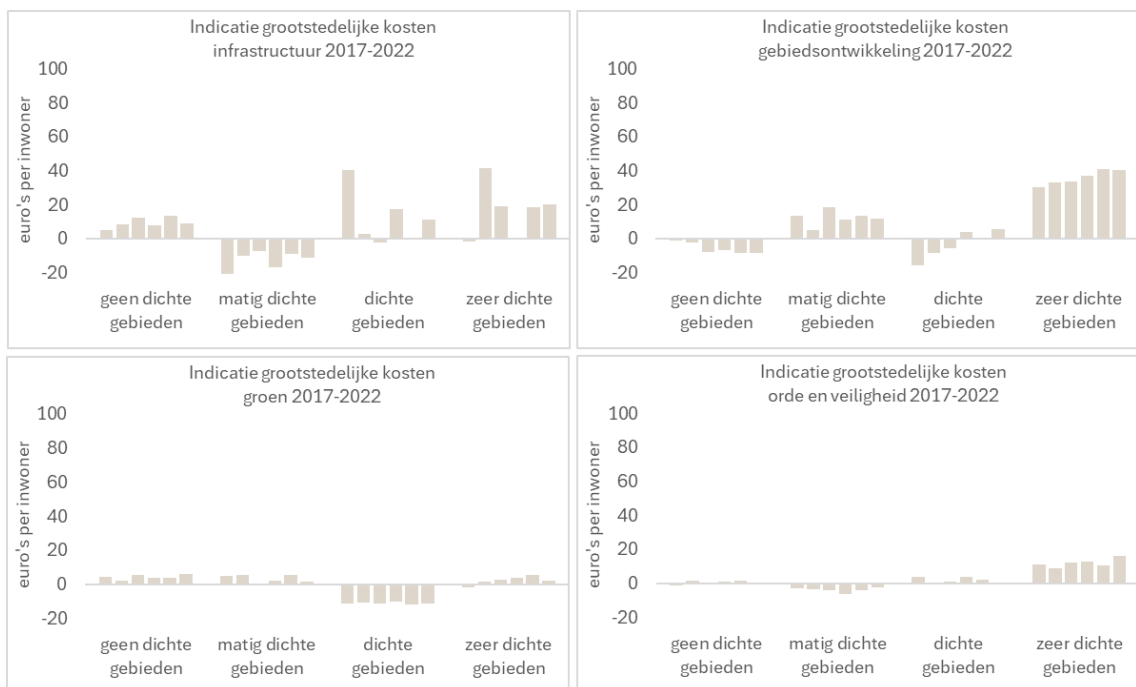 Indicatie grootstedelijke kosten
infrastructuur 2017-2022
euro's per inwoner
100
80
60
40
20
0
-20
geen dichte
gebieden
matig dichte
gebieden
dichte
gebieden
zeer dichte
gebieden
Indicatie grootstedelijke kosten
gebiedsontwikkeling 2017-2022
euro's per inwoner
100
80
60
40
20
0
-20
geen dichte
gebieden
matig dichte
gebieden
dichte
gebieden
zeer dichte
gebieden
Indicatie grootstedelijke kosten
groen 2017-2022
euro's per inwoner
100
80
60
40
20
0
-20
geen dichte
gebieden
matig dichte
gebieden
dichte
gebieden
zeer dichte
gebieden
Indicatie grootstedelijke kosten
orde en veiligheid 2017-2022
euro's per inwoner
100
80
60
40
20
0
-20
geen dichte
gebieden
matig dichte
gebieden
dichte
gebieden
zeer dichte
gebieden